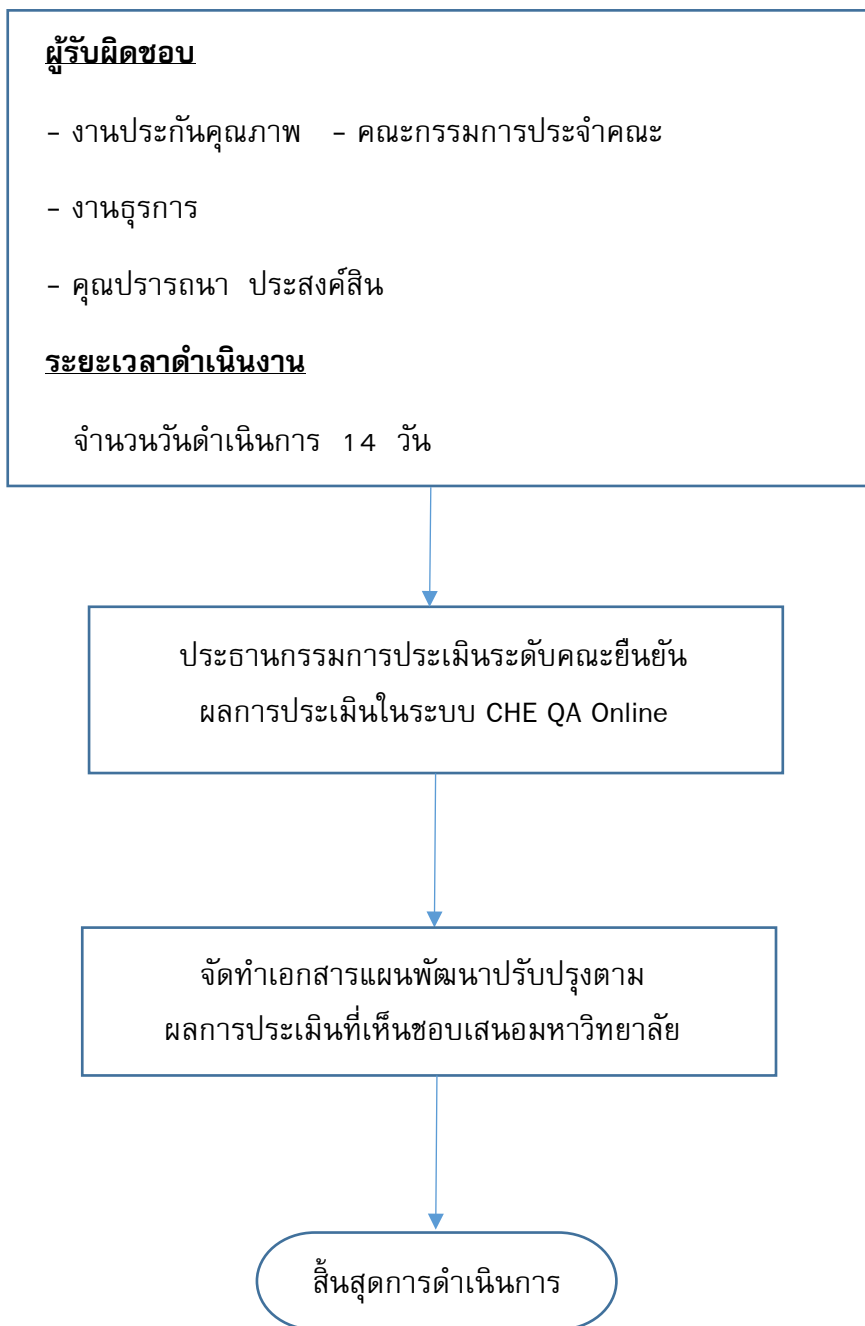 ผู้รับผิดชอบ
- งานประกันคุณภาพ - คณะกรรมการประจำคณะ
- งานธุรการ
- คุณปรารถนา ประสงค์สิน
ระยะเวลาดำเนินงาน
จำนวนวันดำเนินการ 14 วัน
ประธานกรรมการประเมินระดับคณะยืนยัน
ผลการประเมินในระบบ CHE QA Online
จัดทำเอกสารแผนพัฒนาปรับปรุงตาม
ผลการประเมินที่เห็นชอบเสนอมหาวิทยาลัย
สิ้นสุดการดำเนินการ